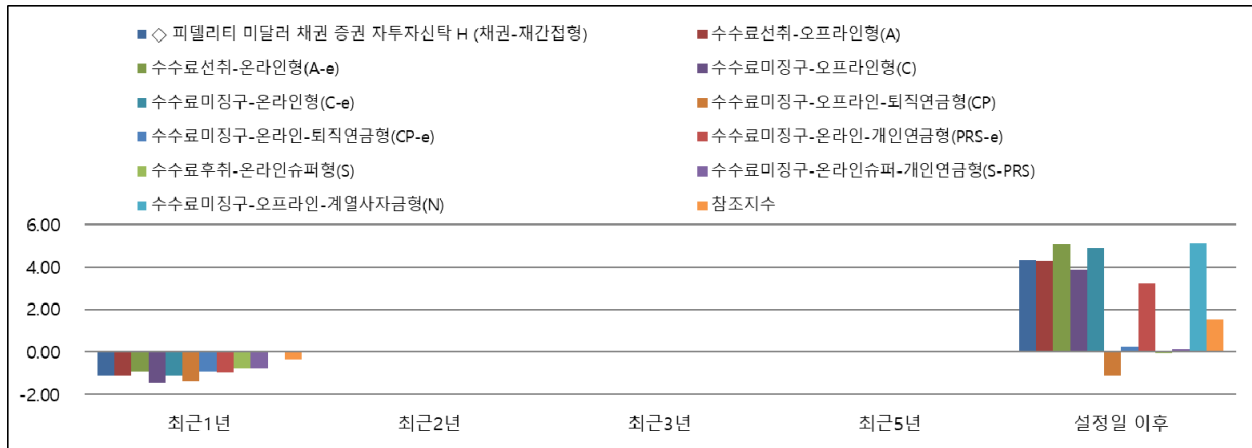 ◇ 피델리티 미달러 채권 증권 자투자신탁 H (채권-재간접형)
수수료선취-오프라인형(A)
수수료선취-온라인형(A-e)
수수료미징구-오프라인형(C)
수수료미징구-온라인형(C-e)
수수료미징구-오프라인-퇴직연금형(CP)
수수료미징구-온라인-퇴직연금형(CP-e)
수수료미징구-온라인-개인연금형(PRS-e)
수수료후취-온라인슈퍼형(S)
수수료미징구-온라인슈퍼-개인연금형(S-PRS)
수수료미징구-오프라인-계열사자금형(N)
참조지수
6.00
4.00
2.00
0.00
-2.00
최근1년
최근2년
최근3년
최근5년
설정일 이후